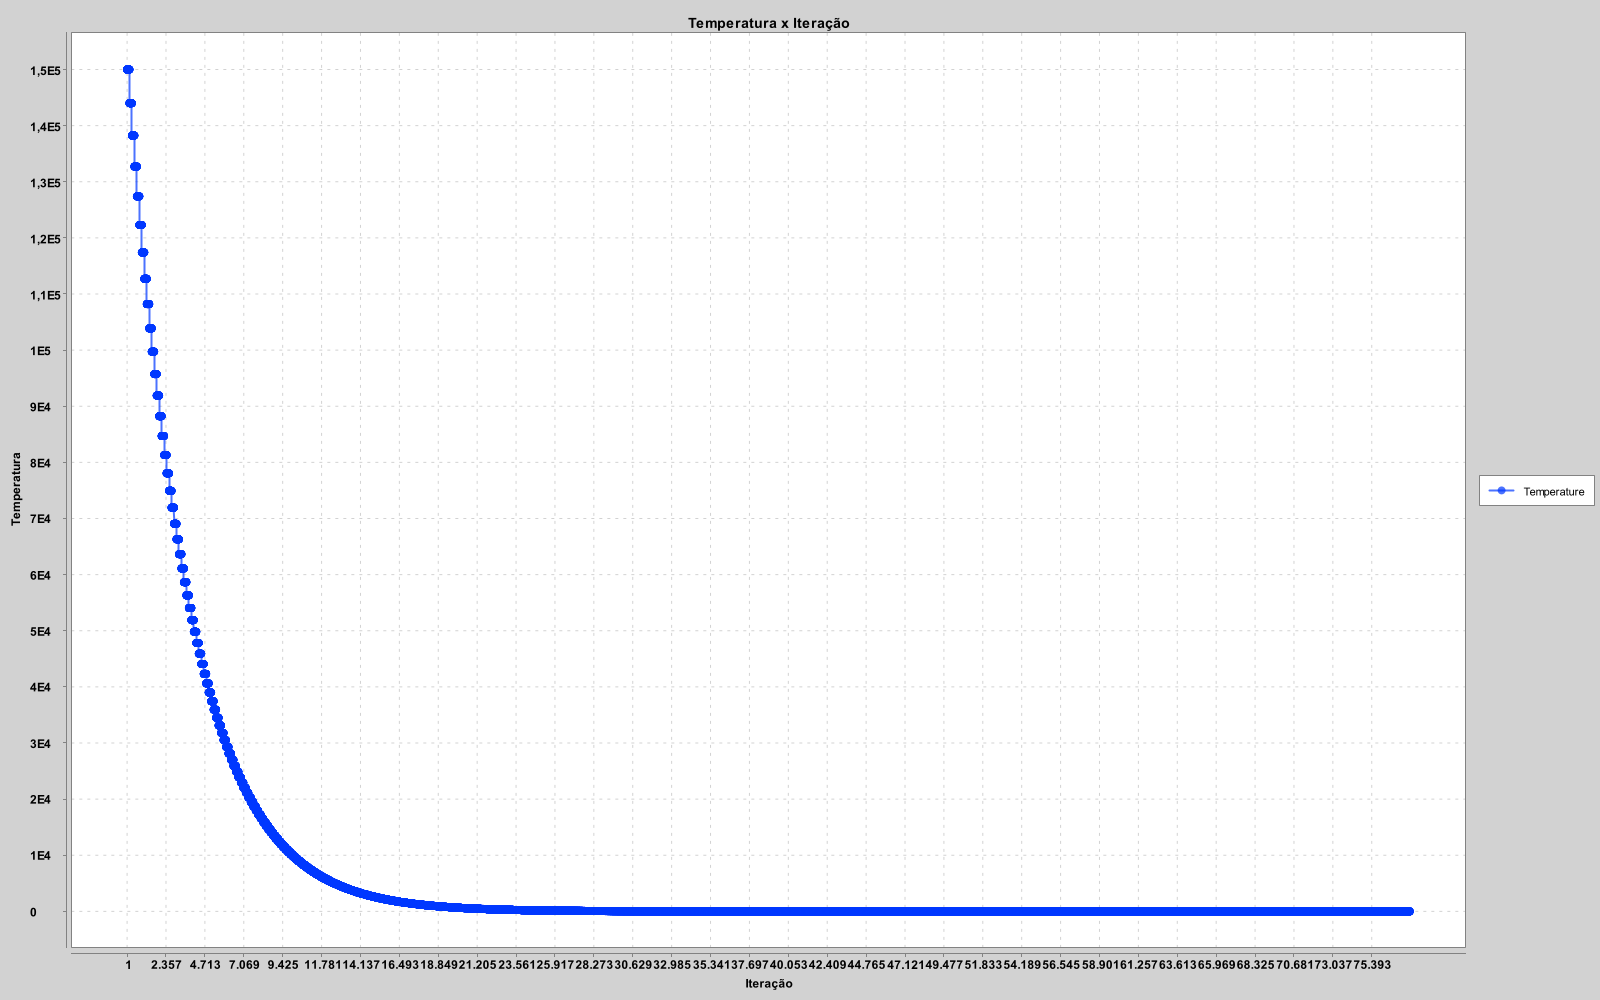 Temperatura x Iteração
1,5E5
1,4E5
1,3E5
1,2E5
1,1E5
1E5
9E4
8E4
7E4
6E4
5E4
4E4
3E4
2E4
1E4
0
Temperatura
Temperature
1 2.357 4.713 7.069 9.425 11.781 14.137 16.493 18.849 21.205 23.561 25.917 28.273 30.629 32.985 35.341 37.697 40.053 42.409 44.765 47.121 49.477 51.833 54.189 56.545 58.901 61.257 63.613 65.969 68.325 70.681 73.037 75.393
Iteração